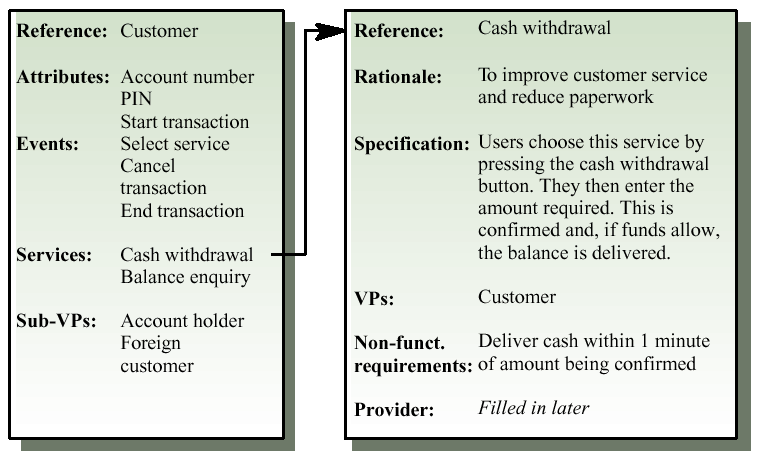 Reference: Customer
Attributes: Account number
PIN
Start transaction
Events: Select service
Cancel
transaction
End transaction
Services: Cash withdrawal
Balance enquiry
Sub-VPs: Account holder
Foreign
customer
Reference: Cash withdrawal
Rationale: To improve customer service
and reduce paperwork
Specification: Users choose this service by
pressing the cash withdrawal
button. They then enter the
amount required. This is
confirmed and, if funds allow,
the balance is delivered.
VPs: Customer
Non-funct. Deliver cash within 1 minute
requirements: of amount being confirmed
Provider: Filled in later